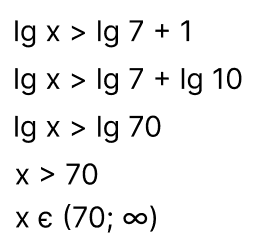 lg x > lg 7 + 1
lg x > lg 7 + lg 10
lg x > lg 70
x > 70
x є (70; ∞)